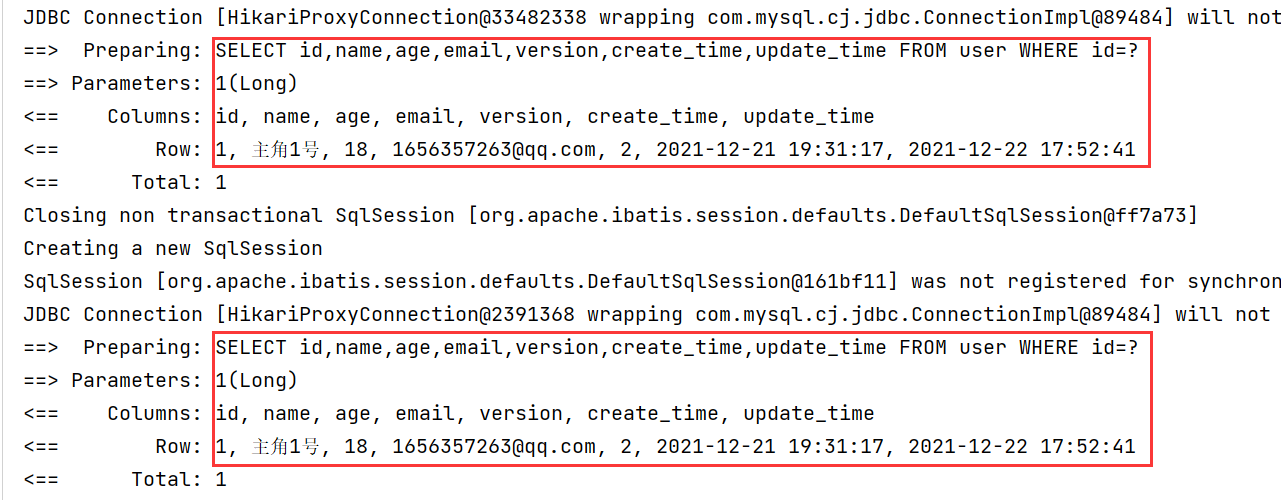 JDBC Connection [HikariProxyConnection@33482338 wrapping com.mysql.cj.jdbc.ConnectionImpl@89484] will not
==>  Preparing: SELECT id,name,age,email,version,create_time,update_time FROM user WHERE id=?
==> Parameters: 1(Long)
<==    Columns: id, name, age, email, version, create_time, update_time
<==        Row: 1, 主角1号, 18, 1656357263@qq.com, 2, 2021-12-21 19:31:17, 2021-12-22 17:52:41
<==      Total: 1
Closing non transactional SqlSession [org.apache.ibatis.session.defaults.DefaultSqlSession@ff7a73]
Creating a new SqlSession
SqlSession [org.apache.ibatis.session.defaults.DefaultSqlSession@161bf11] was not registered for synchron
JDBC Connection [HikariProxyConnection@2391368 wrapping com.mysql.cj.jdbc.ConnectionImpl@89484] will not
==>  Preparing: SELECT id,name,age,email,version,create_time,update_time FROM user WHERE id=?
==> Parameters: 1(Long)
<==    Columns: id, name, age, email, version, create_time, update_time
<==        Row: 1, 主角1号, 18, 1656357263@qq.com, 2, 2021-12-21 19:31:17, 2021-12-22 17:52:41
<==      Total: 1